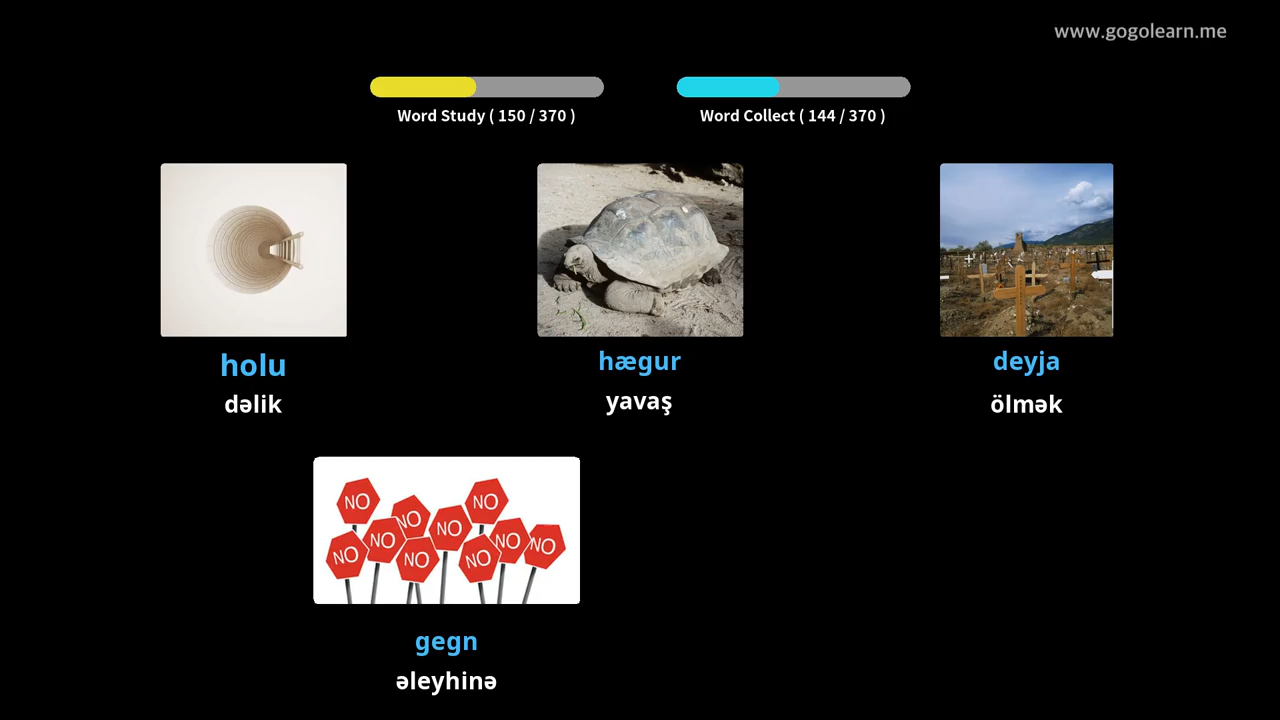 www.gogolearn.me
Word Study ( 150 / 370 )
Word Collect ( 144 / 370 )
holu
dəlik
hægur
yavaş
deyja
ölmək
NO
NO
NO
NO
NO
NO
NO
NO
NO
NO
gegn
əleyhinə